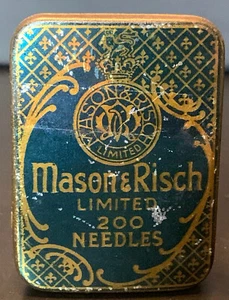 MASON & RISCH
LIMITED
Mason & Risch
LIMITED
200
NEEDLES